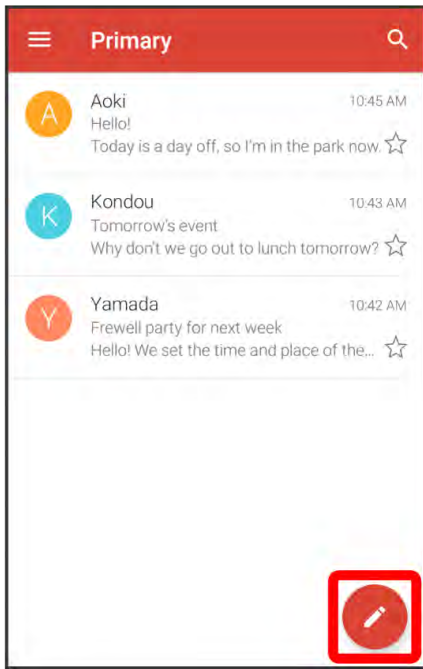 Primary
A
Aoki
10:45 AM
Hello!
Today is a day off, so I'm in the park now.
K
Kondou
10:43 AM
Tomorrow's event
Why don't we go out to lunch tomorrow?
Y
Yamada
10:42 AM
Frewell party for next week
Hello! We set the time and place of the...